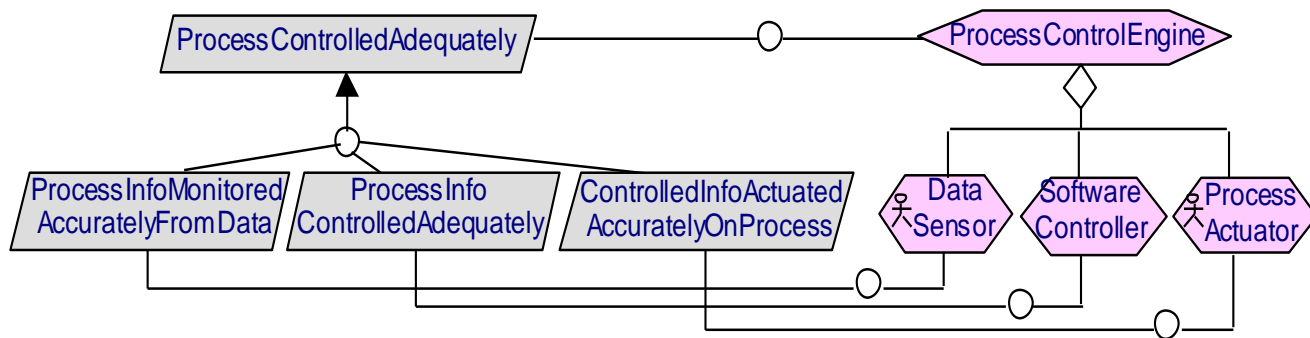 ProcessControlledAdequately
ProcessControlEngine
ProcessInfoMonitored
AccuratelyFromData
ProcessInfo
ControlledAdequately
ControlledInfoActuated
AccuratelyOnProcess
Data
Sensor
Software
Controller
Process
Actuator